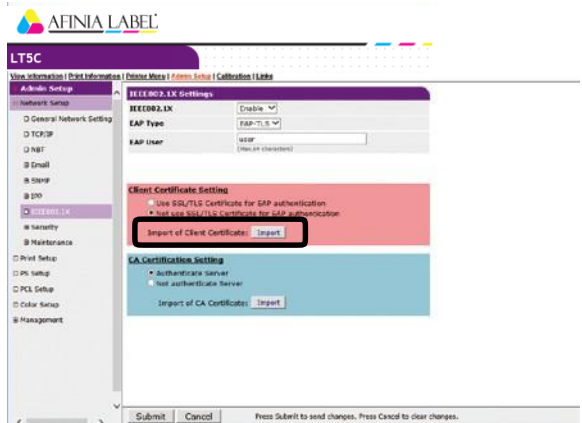 AFINIA LABEL
LT5C
View Information | Print Information | Printer Menu | Admin Setup | Calibration | Links
Admin Setup
Network Setup
General Network Setting
TCP/IP
NBT
Email
SNMP
IPP
IEEE802.1X
Security
Maintenance
Print Setup
PS Setup
PCL Setup
Color Setup
Management
IEEE802.1X Settings
IEEE802.1X
Enable
EAP Type
EAP-TLS
EAP User
user
(Max.64 characters)
Client Certificate Setting
Use SSL/TLS Certificate for EAP authentication
Not use SSL/TLS Certificate for EAP authentication
Import of Client Certificate: Import
CA Certification Setting
Authenticate Server
Not authenticate Server
Import of CA Certificate: Import
Submit Cancel Press Submit to send changes. Press Cancel to clear changes.